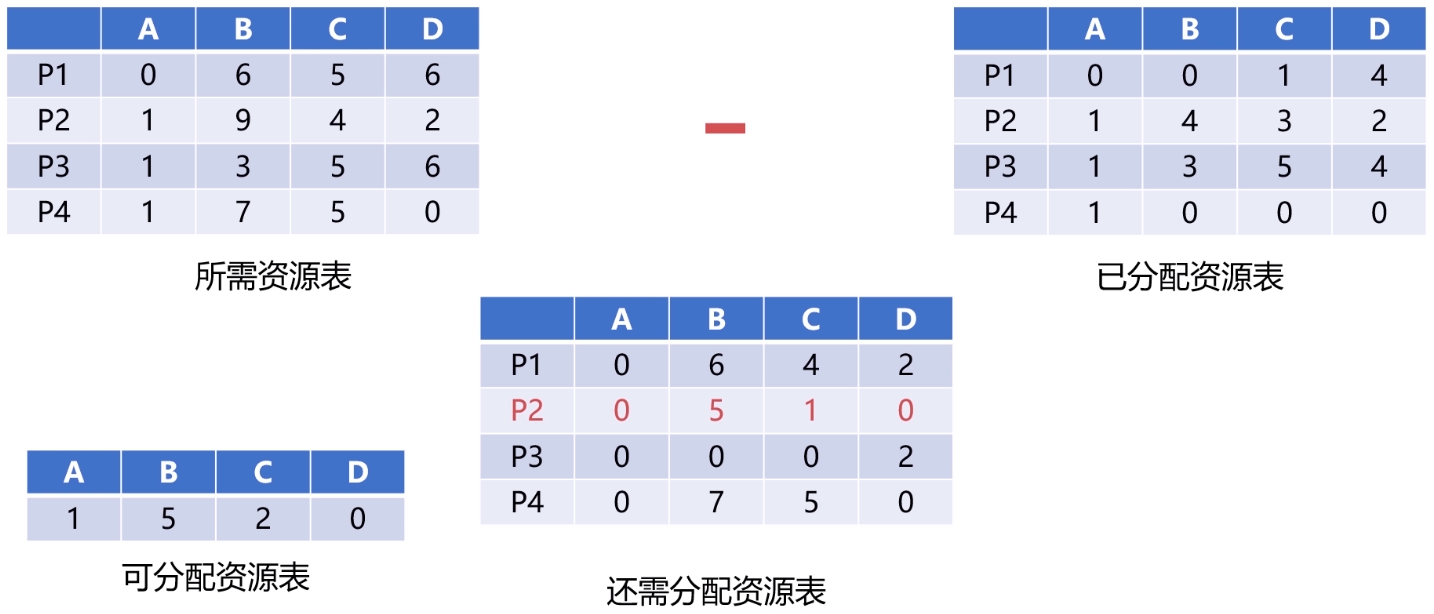 A B C D
P1 0 6 5 6
P2 1 9 4 2
P3 1 3 5 6
P4 1 7 5 0
所需资源表
A B C D
P1 0 0 1 4
P2 1 4 3 2
P3 1 3 5 4
P4 1 0 0 0
已分配资源表
A B C D
P1 0 6 4 2
P2 0 5 1 0
P3 0 0 0 2
P4 0 7 5 0
还需分配资源表
A B C D
1 5 2 0
可分配资源表